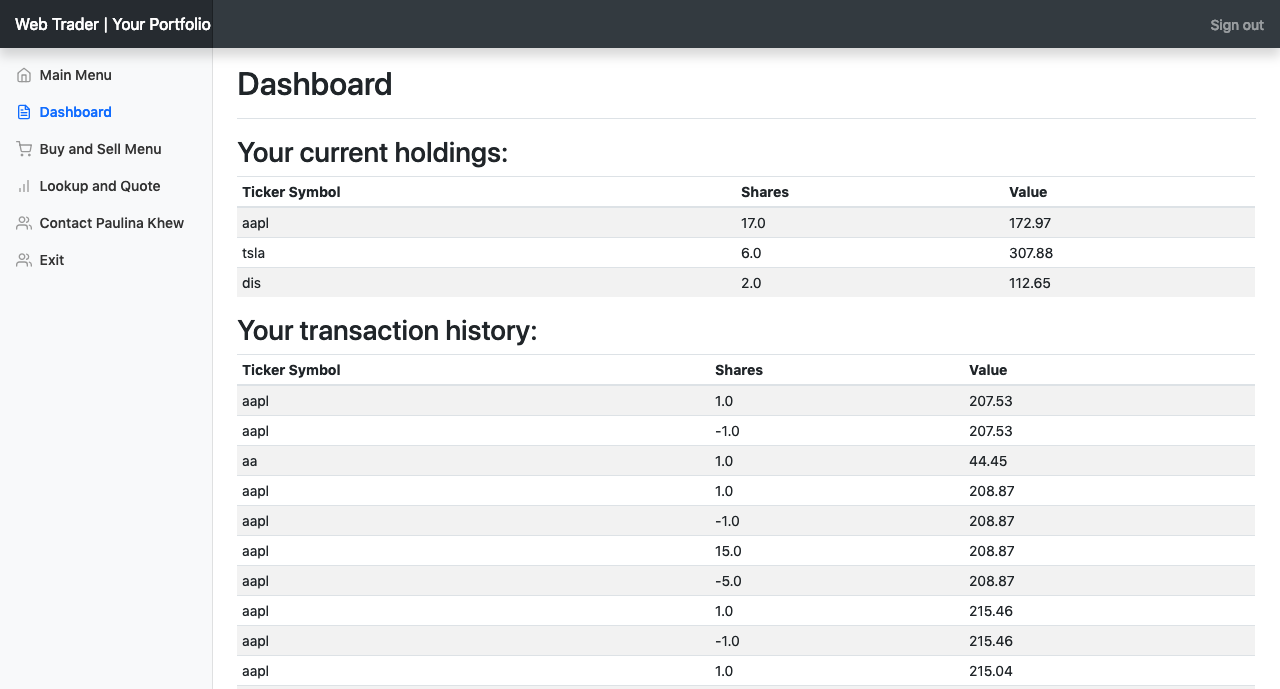 Web Trader | Your Portfolio
Sign out
Main Menu
Dashboard
Buy and Sell Menu
Lookup and Quote
Contact Paulina Khew
Exit
Dashboard
Your current holdings:
Ticker Symbol Shares Value
aapl 17.0 172.97
tsla 6.0 307.88
dis 2.0 112.65
Your transaction history:
Ticker Symbol Shares Value
aapl 1.0 207.53
aapl -1.0 207.53
aa 1.0 44.45
aapl 1.0 208.87
aapl -1.0 208.87
aapl 15.0 208.87
aapl -5.0 208.87
aapl 1.0 215.46
aapl -1.0 215.46
aapl 1.0 215.04